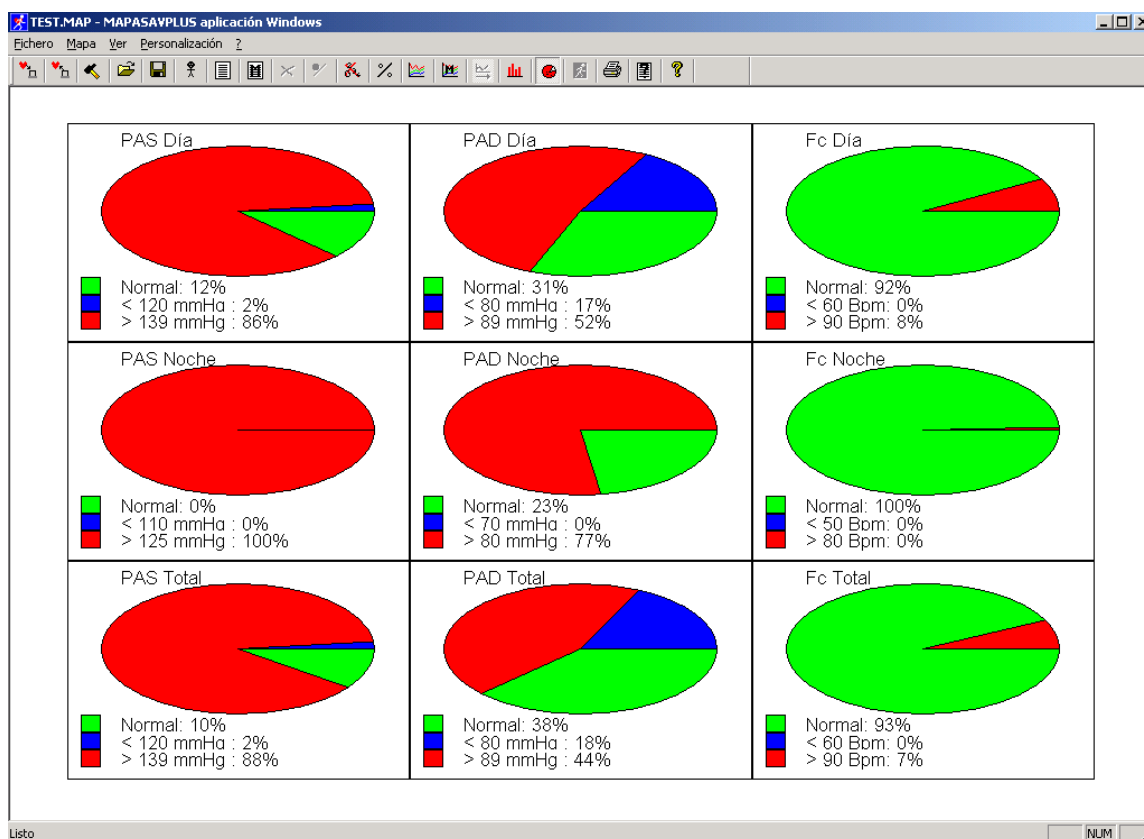 TEST.MAP - MAPASAVPLUS aplicación Windows
Fichero Mapa Ver Personalización ?
PAS Día
Normal: 12%
< 120 mmHg : 2%
> 139 mmHg : 86%
PAD Día
Normal: 31%
< 80 mmHg : 17%
> 89 mmHg : 52%
Fc Día
Normal: 92%
< 60 Bpm: 0%
> 90 Bpm: 8%
PAS Noche
Normal: 0%
< 110 mmHg : 0%
> 125 mmHg : 100%
PAD Noche
Normal: 23%
< 70 mmHg : 0%
> 80 mmHg : 77%
Fc Noche
Normal: 100%
< 50 Bpm: 0%
> 80 Bpm: 0%
PAS Total
Normal: 10%
< 120 mmHg : 2%
> 139 mmHg : 88%
PAD Total
Normal: 38%
< 80 mmHg : 18%
> 89 mmHg : 44%
Fc Total
Normal: 93%
< 60 Bpm: 0%
> 90 Bpm: 7%
Listo
NUM